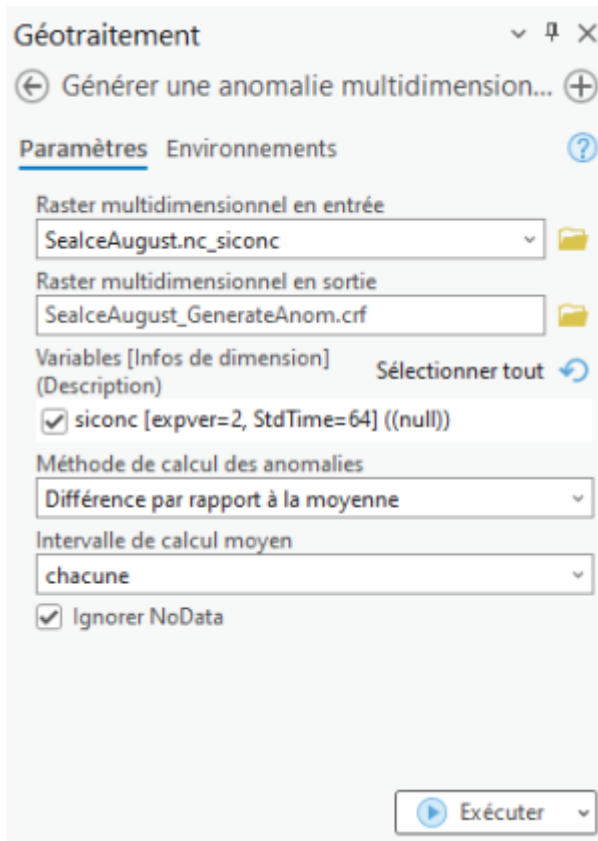 Géotraitement
Générer une anomalie multidimension...
Paramètres Environnements
Raster multidimensionnel en entrée
SeaIceAugust.nc_siconc
Raster multidimensionnel en sortie
SeaIceAugust_GenerateAnom.crf
Variables [Infos de dimension]
(Description)
Sélectionner tout
siconc [expver=2, StdTime=64] ((null))
Méthode de calcul des anomalies
Différence par rapport à la moyenne
Intervalle de calcul moyen
chacune
Ignorer NoData
Exécuter